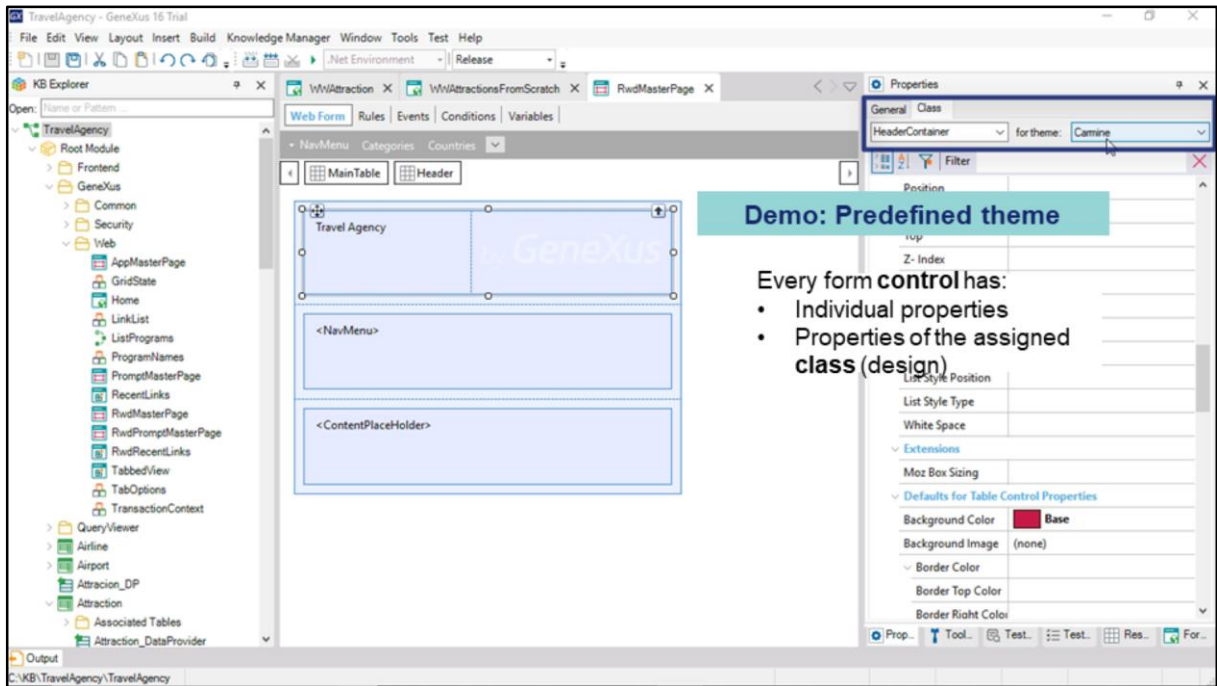 TravelAgency - GeneXus 16 Trial
File Edit View Layout Insert Build Knowledge Manager Window Tools Test Help
.Net Environment Release
KB Explorer
Open: Name or Pattern ...
TravelAgency
Root Module
Frontend
GeneXus
Common
Security
Web
AppMasterPage
GridState
Home
LinkList
ListPrograms
ProgramNames
PromptMasterPage
RecentLinks
RwdMasterPage
RwdPromptMasterPage
RwdRecentLinks
TabbedView
TabOptions
TransactionContext
QueryViewer
Airline
Airport
Attracion_DP
Attraction
Associated Tables
Attraction_DataProvider
Output
C:\KB\TravelAgency\TravelAgency
WWAttraction WWAttractionsFromScratch RwdMasterPage
Web Form Rules Events Conditions Variables
NavMenu Categories Countries
MainTable Header
Travel Agency
by GeneXus
<NavMenu>
<ContentPlaceHolder>
Properties
General Class
HeaderContainer for theme: Carmine
Filter
Position
Demo: Predefined theme
Top
Z- Index
Every form control has:
• Individual properties
• Properties of the assigned
class (design)
List Style Position
List Style Type
White Space
Extensions
Moz Box Sizing
Defaults for Table Control Properties
Background Color Base
Background Image (none)
Border Color
Border Top Color
Border Right Color
Prop... Tool... Test... Test... Res... For...